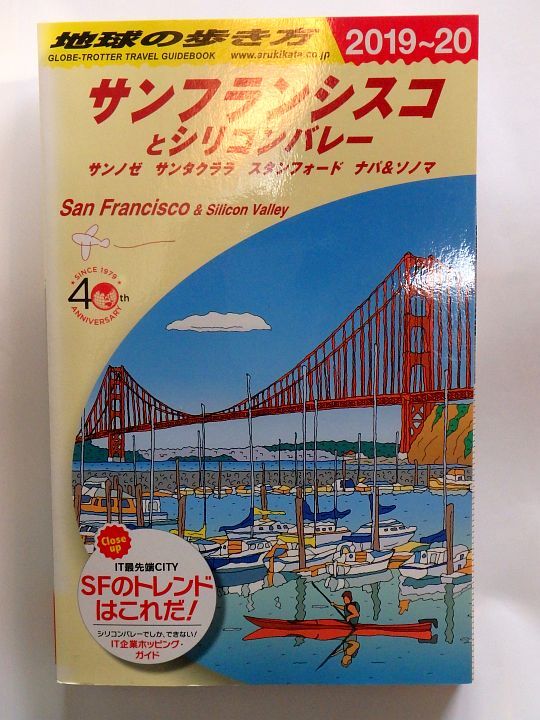 地球の歩き方
GLOBE-TROTTER TRAVEL GUIDEBOOK www.arukikata.co.jp
2019~20
サンフランシスコ
とシリコンバレー
サンノゼ サンタクララ スタンフォード ナパ&ソノマ
San Francisco & Silicon Valley
SINCE 1979
40th
ANNIVERSARY
Close up
IT最先端CITY
SFのトレンド
はこれだ!
シリコンバレーでしか、できない!
IT企業ホッピング・
ガイド